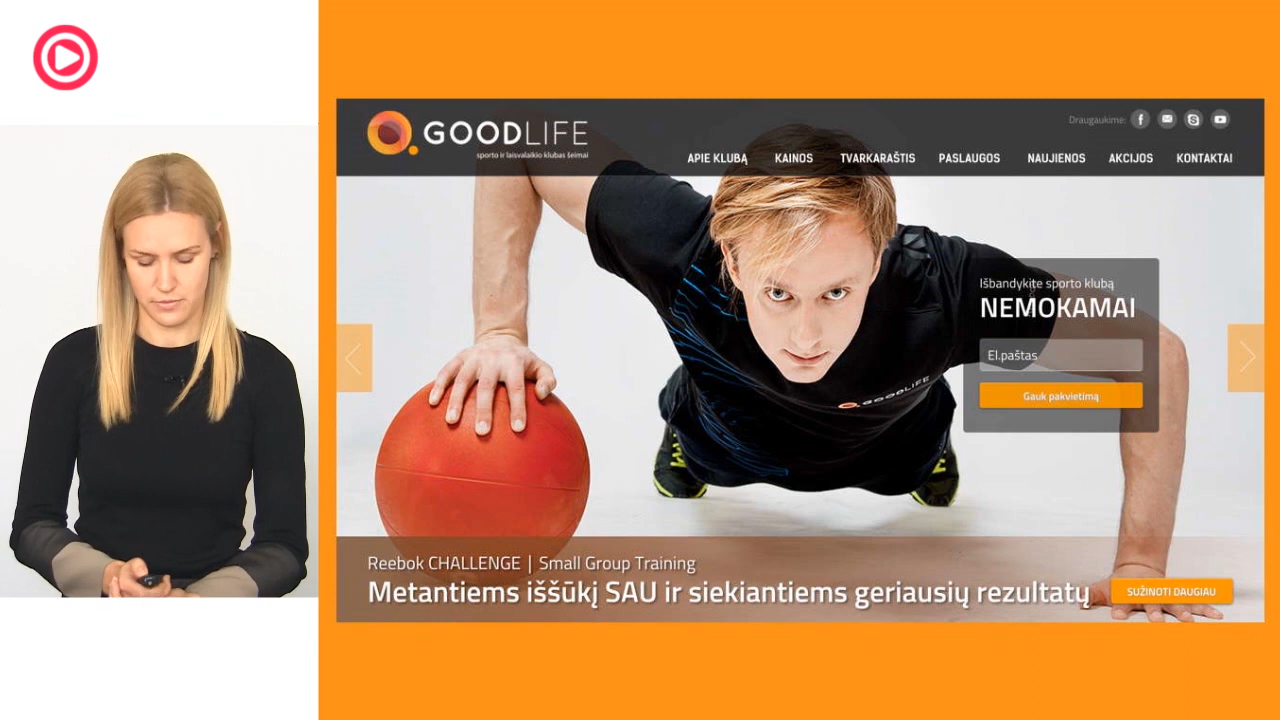 GOODLIFE
sporto ir laisvalaikio klubas šeimai
Draugaukime:
APIE KLUBĄ KAINOS TVARKARAŠTIS PASLAUGOS NAUJIENOS AKCIJOS KONTAKTAI
Išbandykite sporto klubą
NEMOKAMAI
El.paštas
Gauk pakvietimą
GOODLIFE
Reebok CHALLENGE | Small Group Training
Metantiems iššūkį SAU ir siekiantiems geriausių rezultatų
SUŽINOTI DAUGIAU